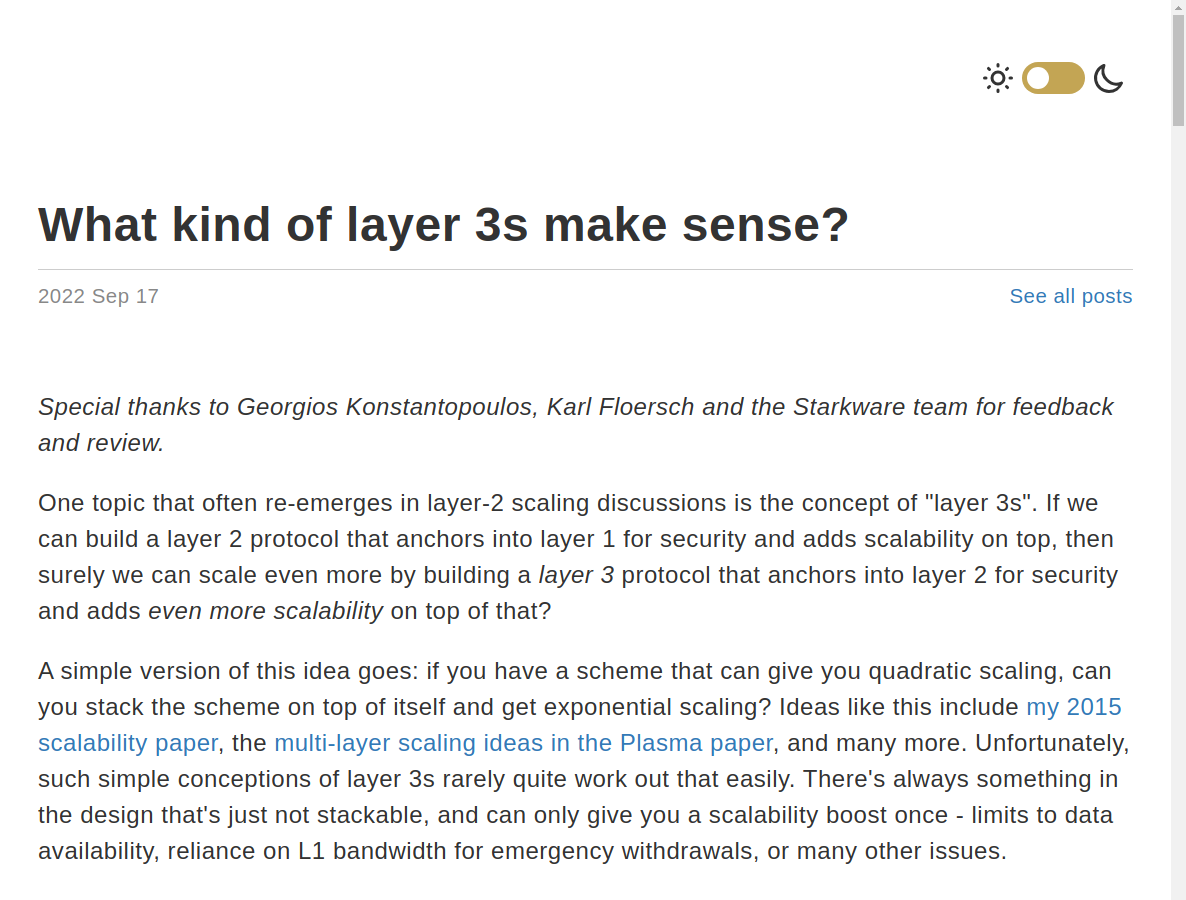 What kind of layer 3s make sense?
2022 Sep 17
See all posts
Special thanks to Georgios Konstantopoulos, Karl Floersch and the Starkware team for feedback
and review.
One topic that often re-emerges in layer-2 scaling discussions is the concept of "layer 3s". If we
can build a layer 2 protocol that anchors into layer 1 for security and adds scalability on top, then
surely we can scale even more by building a layer 3 protocol that anchors into layer 2 for security
and adds even more scalability on top of that?
A simple version of this idea goes: if you have a scheme that can give you quadratic scaling, can
you stack the scheme on top of itself and get exponential scaling? Ideas like this include my 2015
scalability paper, the multi-layer scaling ideas in the Plasma paper, and many more. Unfortunately,
such simple conceptions of layer 3s rarely quite work out that easily. There's always something in
the design that's just not stackable, and can only give you a scalability boost once - limits to data
availability, reliance on L1 bandwidth for emergency withdrawals, or many other issues.